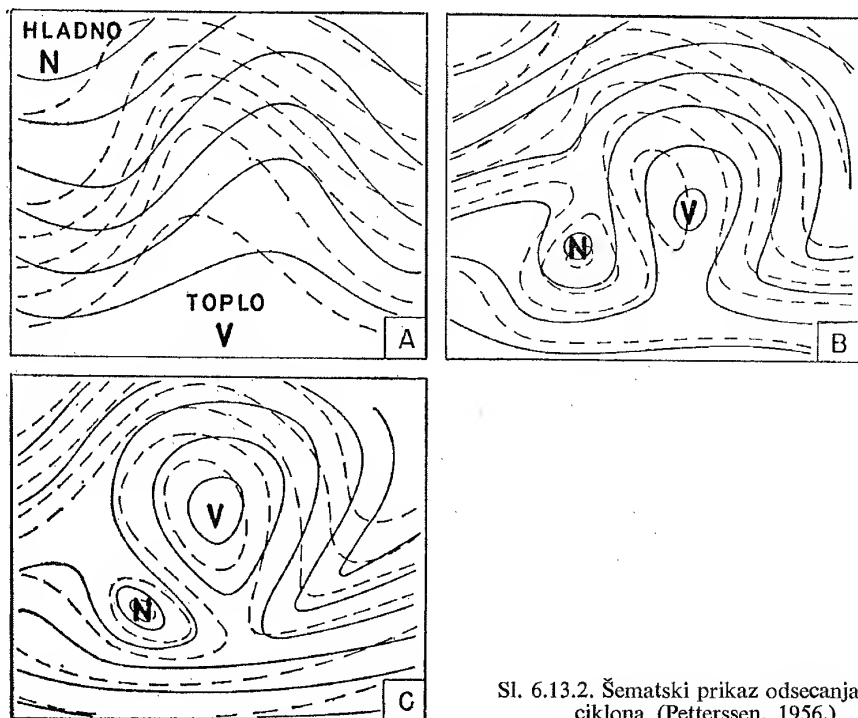 HLADNO
N
TOPLO
V
A
N
V
B
V
N
C
Sl. 6.13.2. Šematski prikaz odsecanja
ciklona (Petterssen, 1956.)